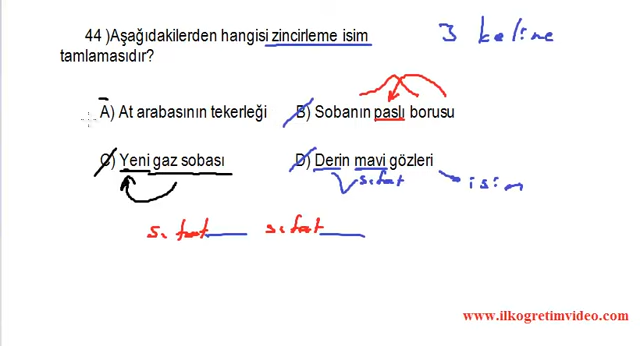 44 )Aşağıdakilerden hangisi zincirleme isim 3 kelime
tamlamasıdır?
A) At arabasının tekerleği B) Sobanın paslı borusu
C) Yeni gaz sobası D) Derin mavi gözleri
sıfat isim
sıfat sıfat
www.ilkogretimvideo.com